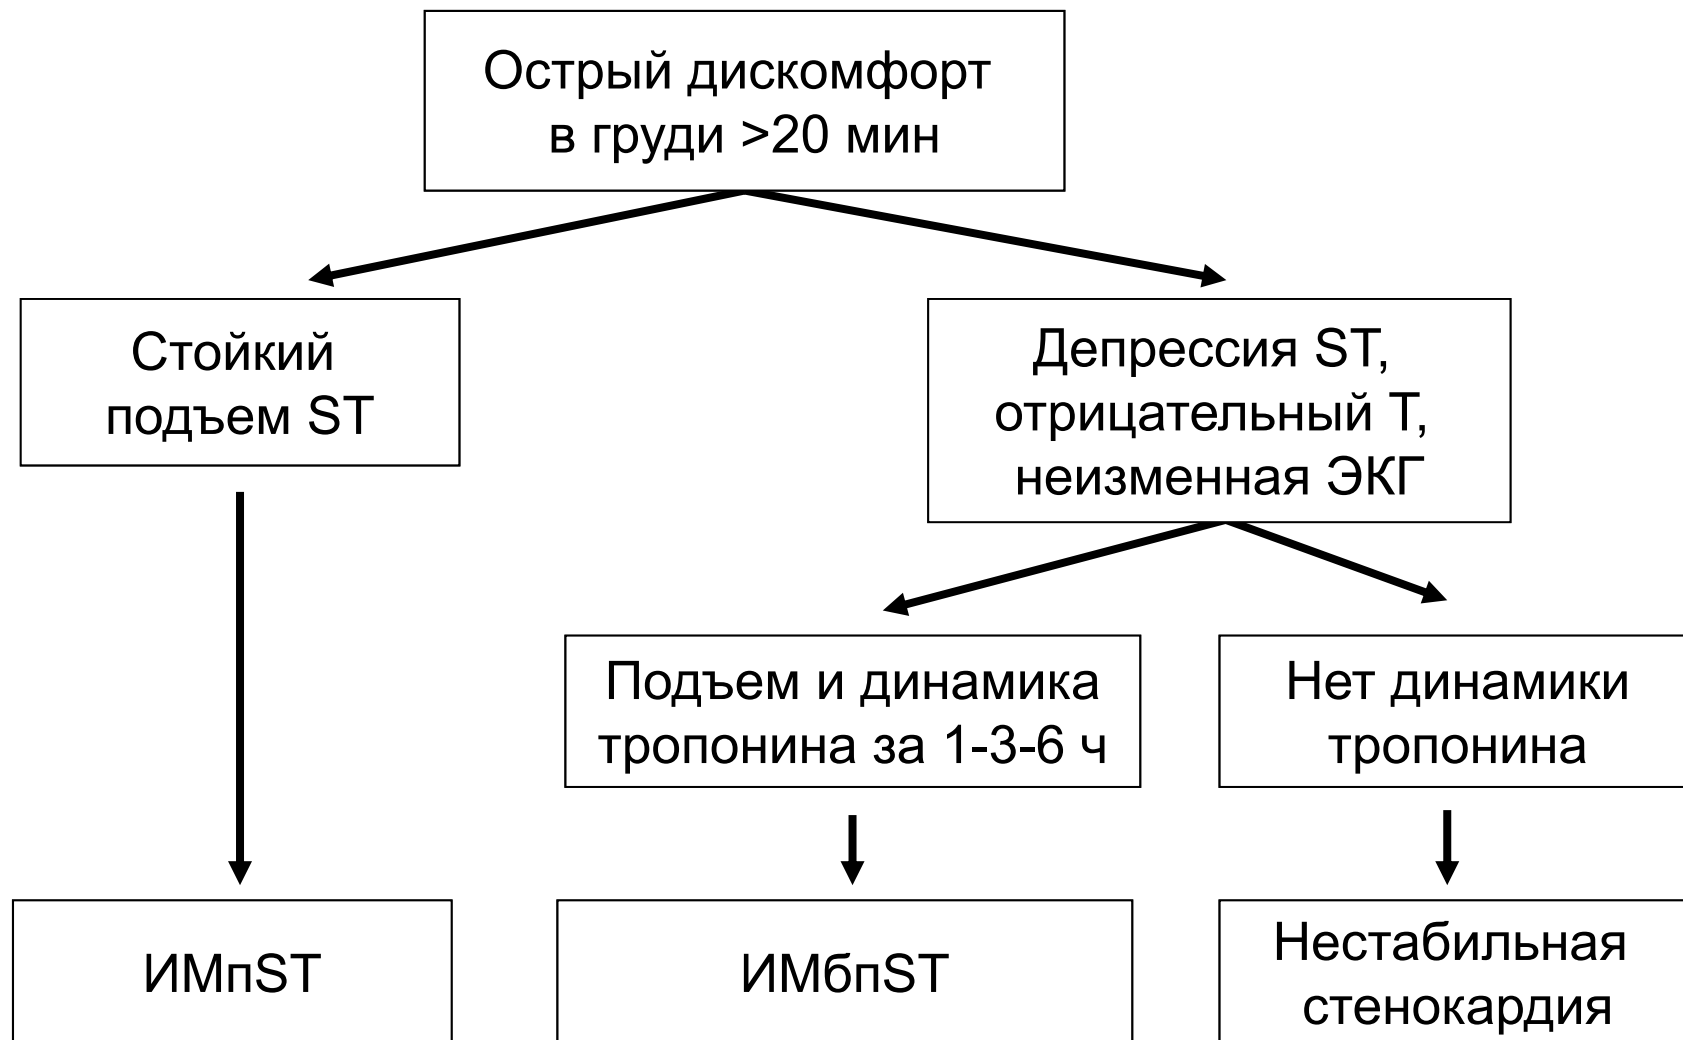 Острый дискомфорт
в груди >20 мин
Стойкий
подъем ST
Депрессия ST,
отрицательный T,
неизменная ЭКГ
Подъем и динамика
тропонина за 1-3-6 ч
Нет динамики
тропонина
ИМпST
ИМбпST
Нестабильная
стенокардия